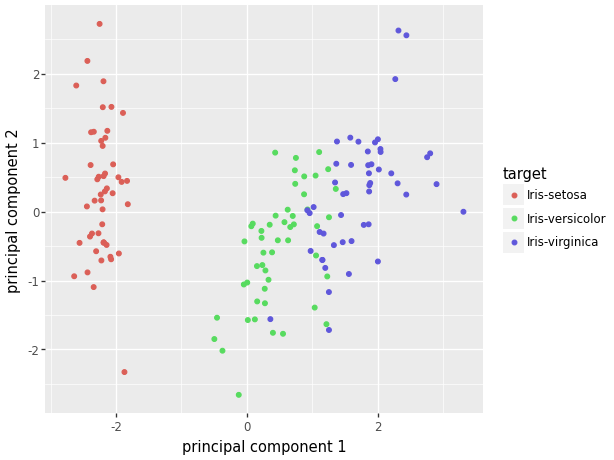 2
1
0
-1
-2
-2
0
2
principal component 1
principal component 2
target
Iris-setosa
Iris-versicolor
Iris-virginica